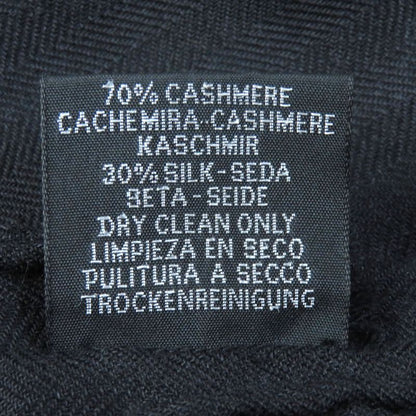 70% CASHMERE
CACHEMIRA-CASHMERE
KASCHMIR
30% SILK-SEDA
SETA-SEIDE
DRY CLEAN ONLY
LIMPIEZA EN SECO
PULITURA A SECCO
TROCKENREINIGUNG